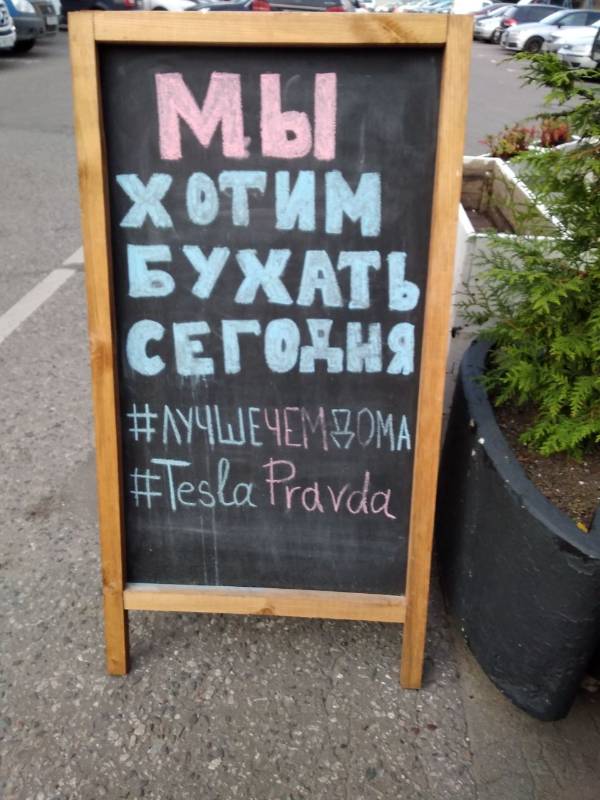 МЫ
ХОТИМ
БУХАТЬ
СЕГОДНЯ
#ЛУЧШЕЧЕМДОМА
#TeslaPravda